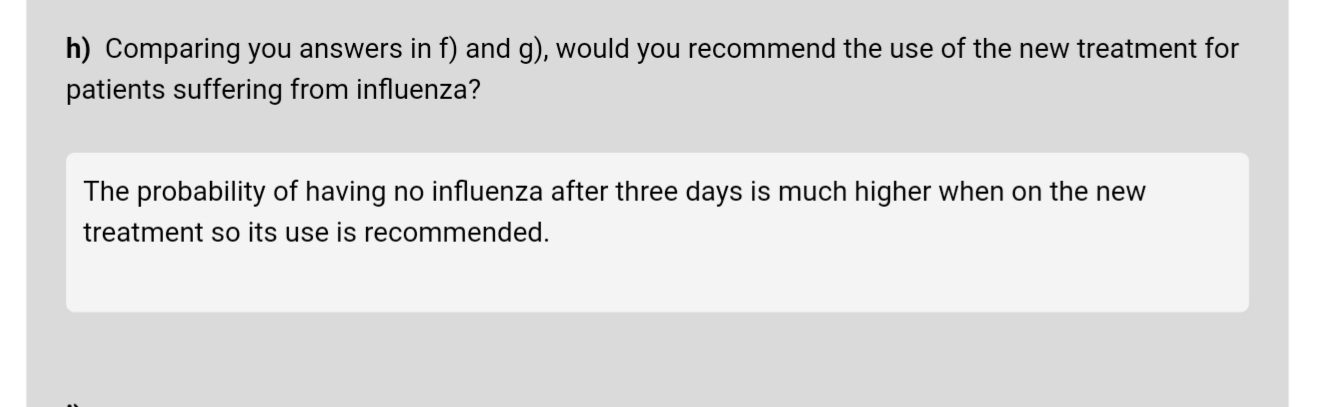 h) Comparing you answers in f) and g), would you recommend the use of the new treatment for
patients suffering from influenza?
The probability of having no influenza after three days is much higher when on the new
treatment so its use is recommended.